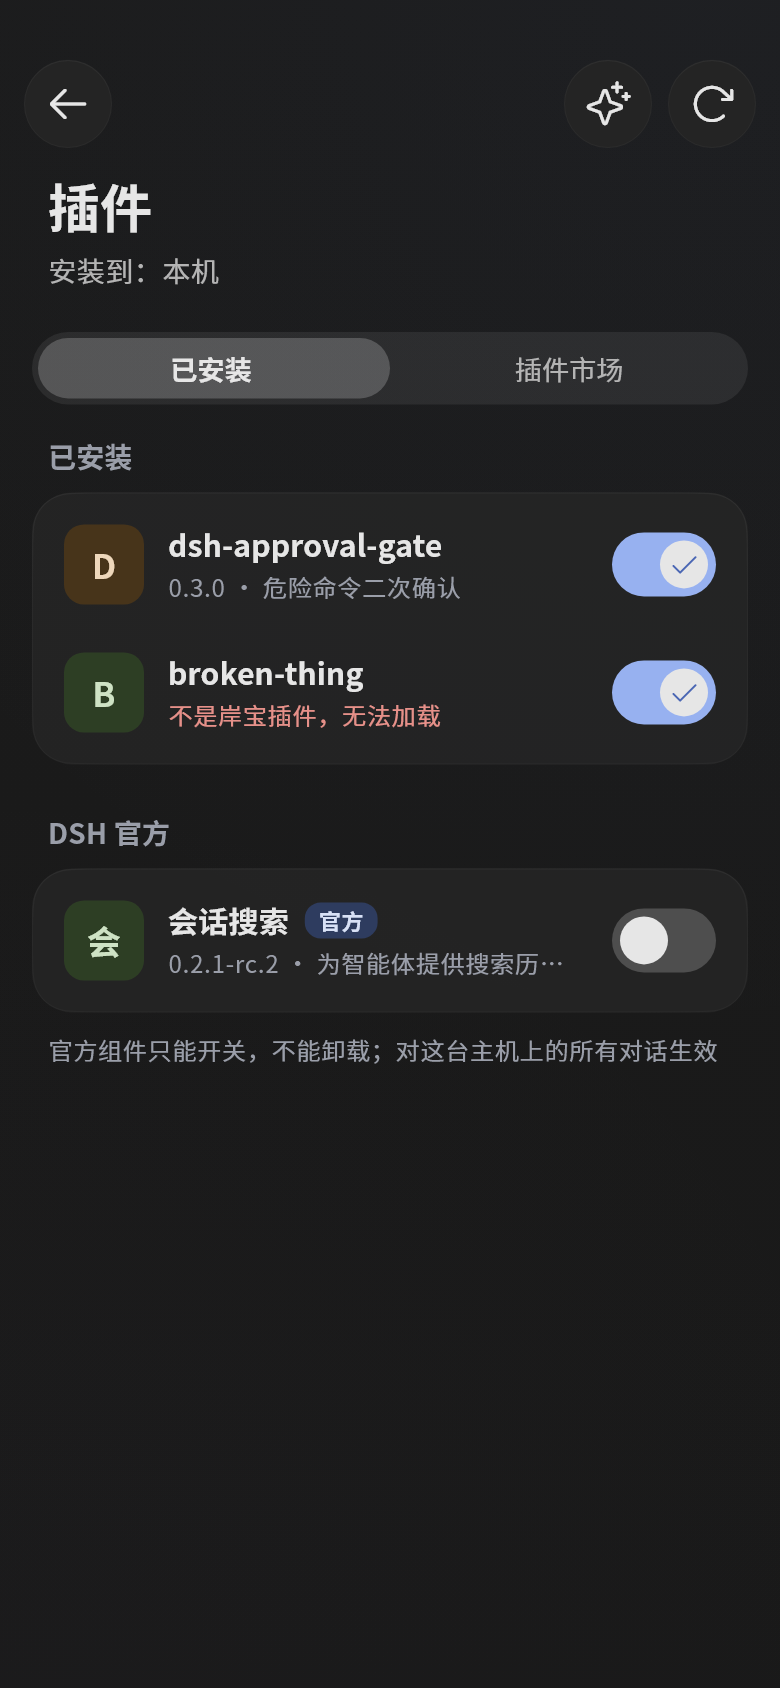 插件
安装到：本机
已安装
插件市场
已安装
D
dsh-approval-gate
0.3.0 · 危险命令二次确认
B
broken-thing
不是岸宝插件，无法加载
DSH 官方
会
会话搜索 官方
0.2.1-rc.2 · 为智能体提供搜索历…
官方组件只能开关，不能卸载；对这台主机上的所有对话生效